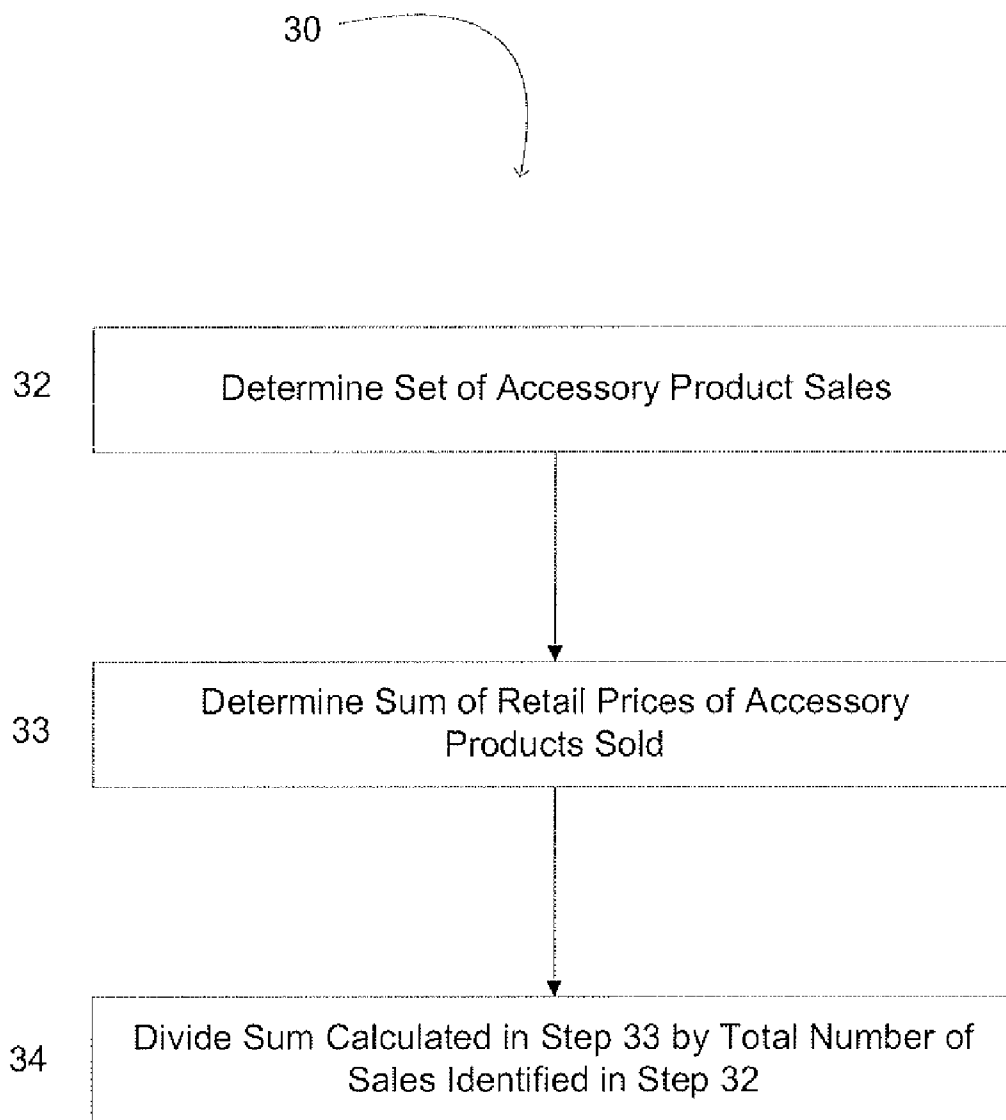 30
32
Determine Set of Accessory Product Sales
33
Determine Sum of Retail Prices of Accessory
Products Sold
34
Divide Sum Calculated in Step 33 by Total Number of
Sales Identified in Step 32